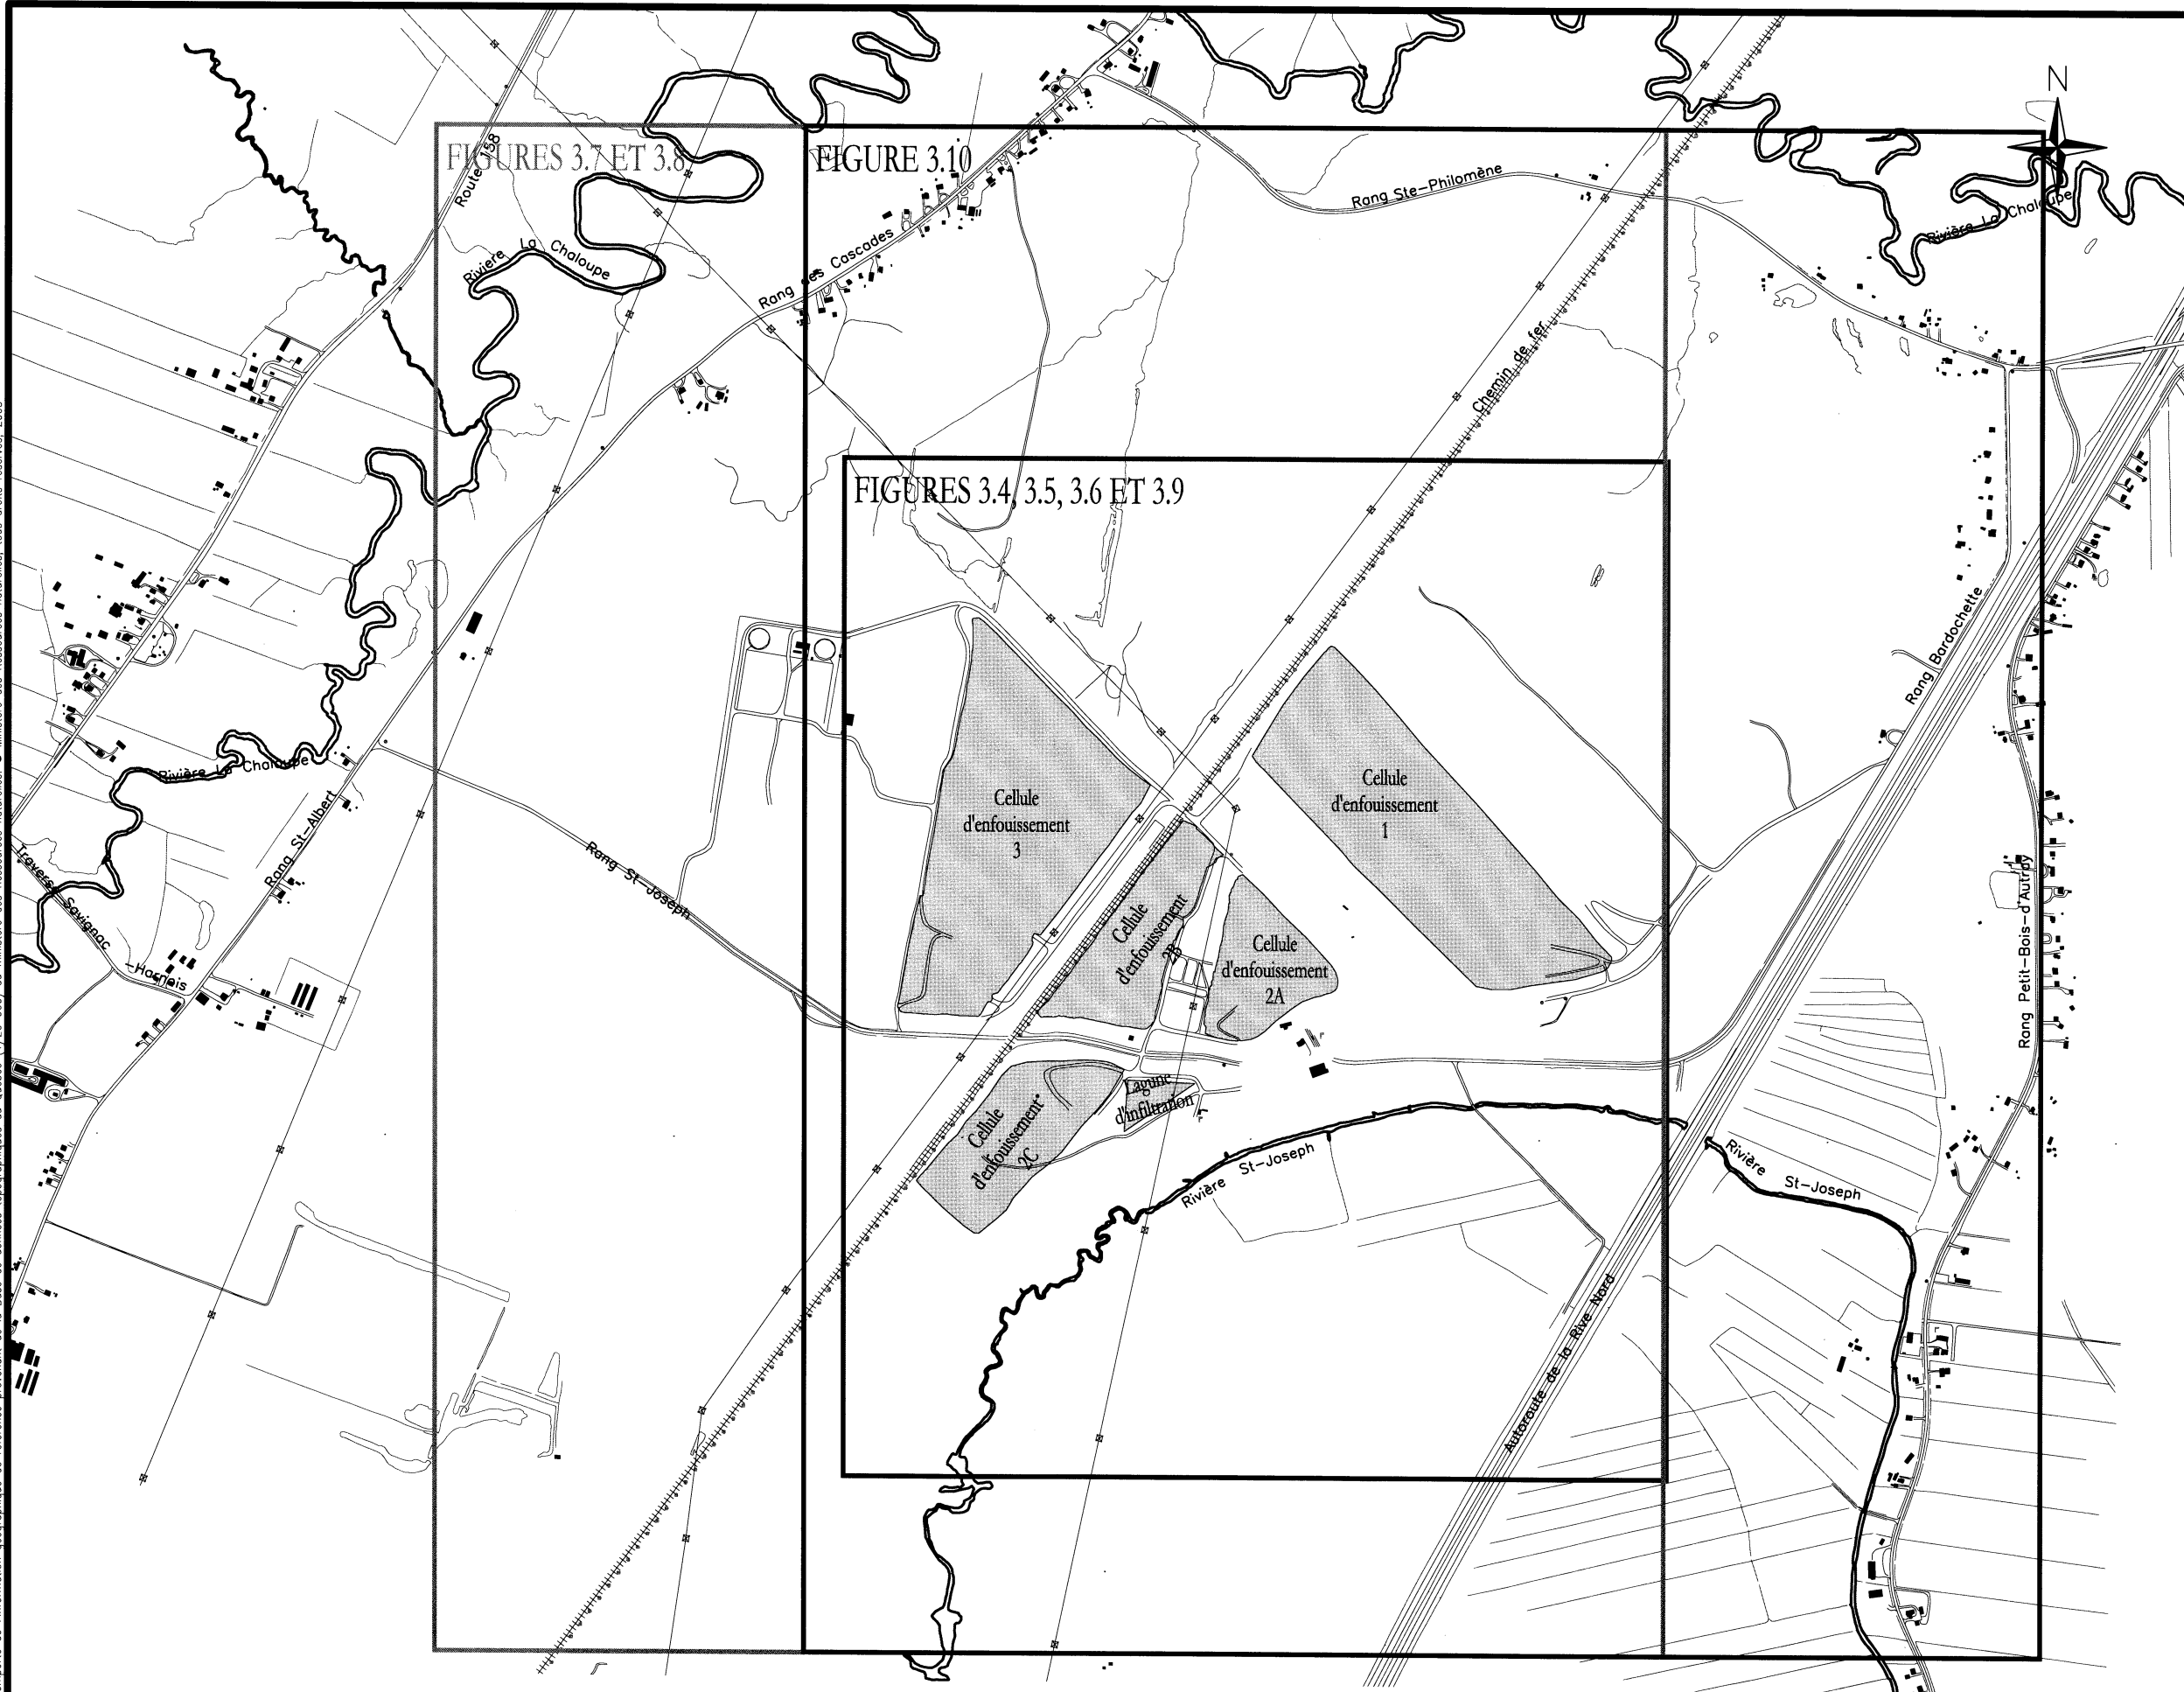 N
FIGURES 3.7 ET 3.8
FIGURE 3.10
Route 158
Rang Ste-Philomène
Rivière La Chaloupe
Rivière La Chaloupe
Rang des Cascades
Chemin de fer
FIGURES 3.4, 3.5, 3.6 ET 3.9
Rang Bardochette
Rivière La Chaloupe
Rang St-Albert
Rang St-Joseph
Cellule
d'enfouissement
3
Cellule
d'enfouissement
1
Cellule
d'enfouissement
2B
Cellule
d'enfouissement
2A
Traverse Savignac
-Harnois
Rang Petit-Bois-d'Autray
Lagune
d'infiltration
Cellule
d'enfouissement*
2C
Rivière St-Joseph
Rivière St-Joseph
Autoroute de la Rive Nord